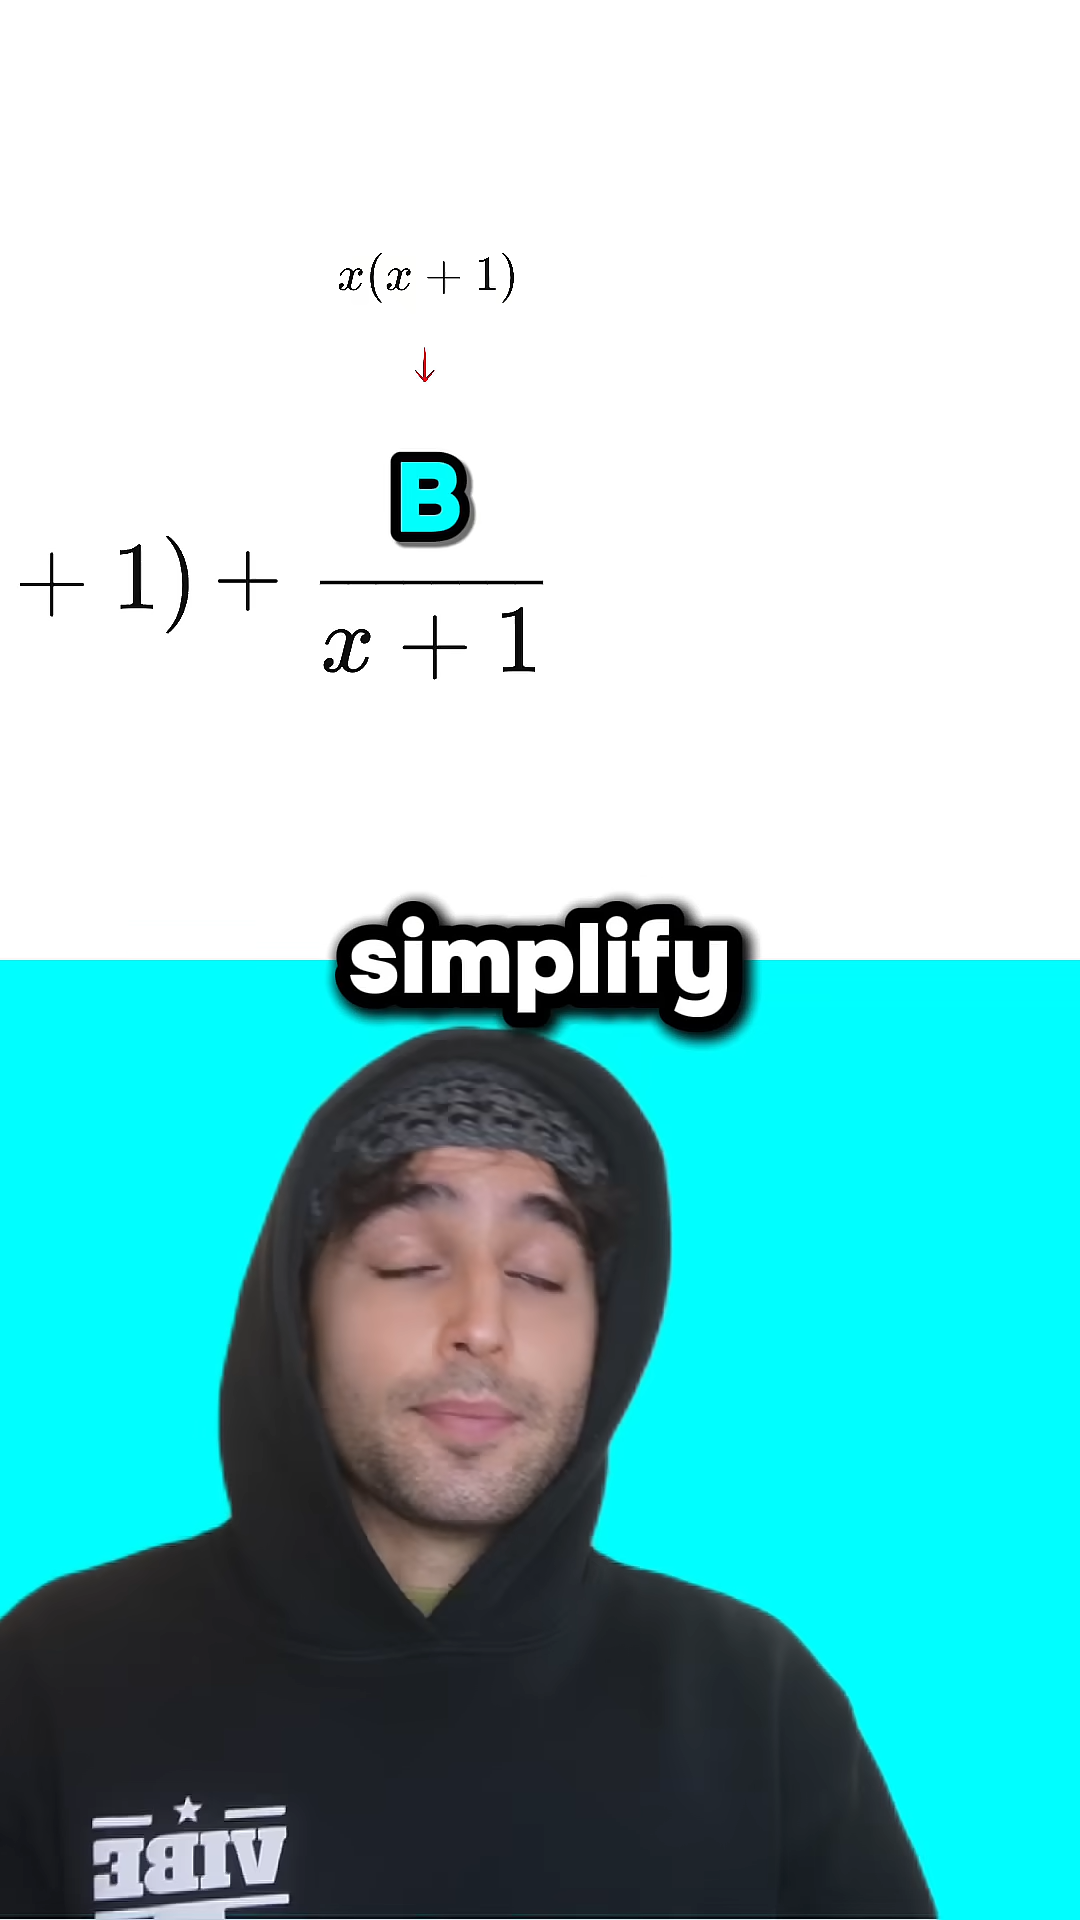 x(x + 1)
↓
B
+ 1) + 
x + 1
simplify
VIBE